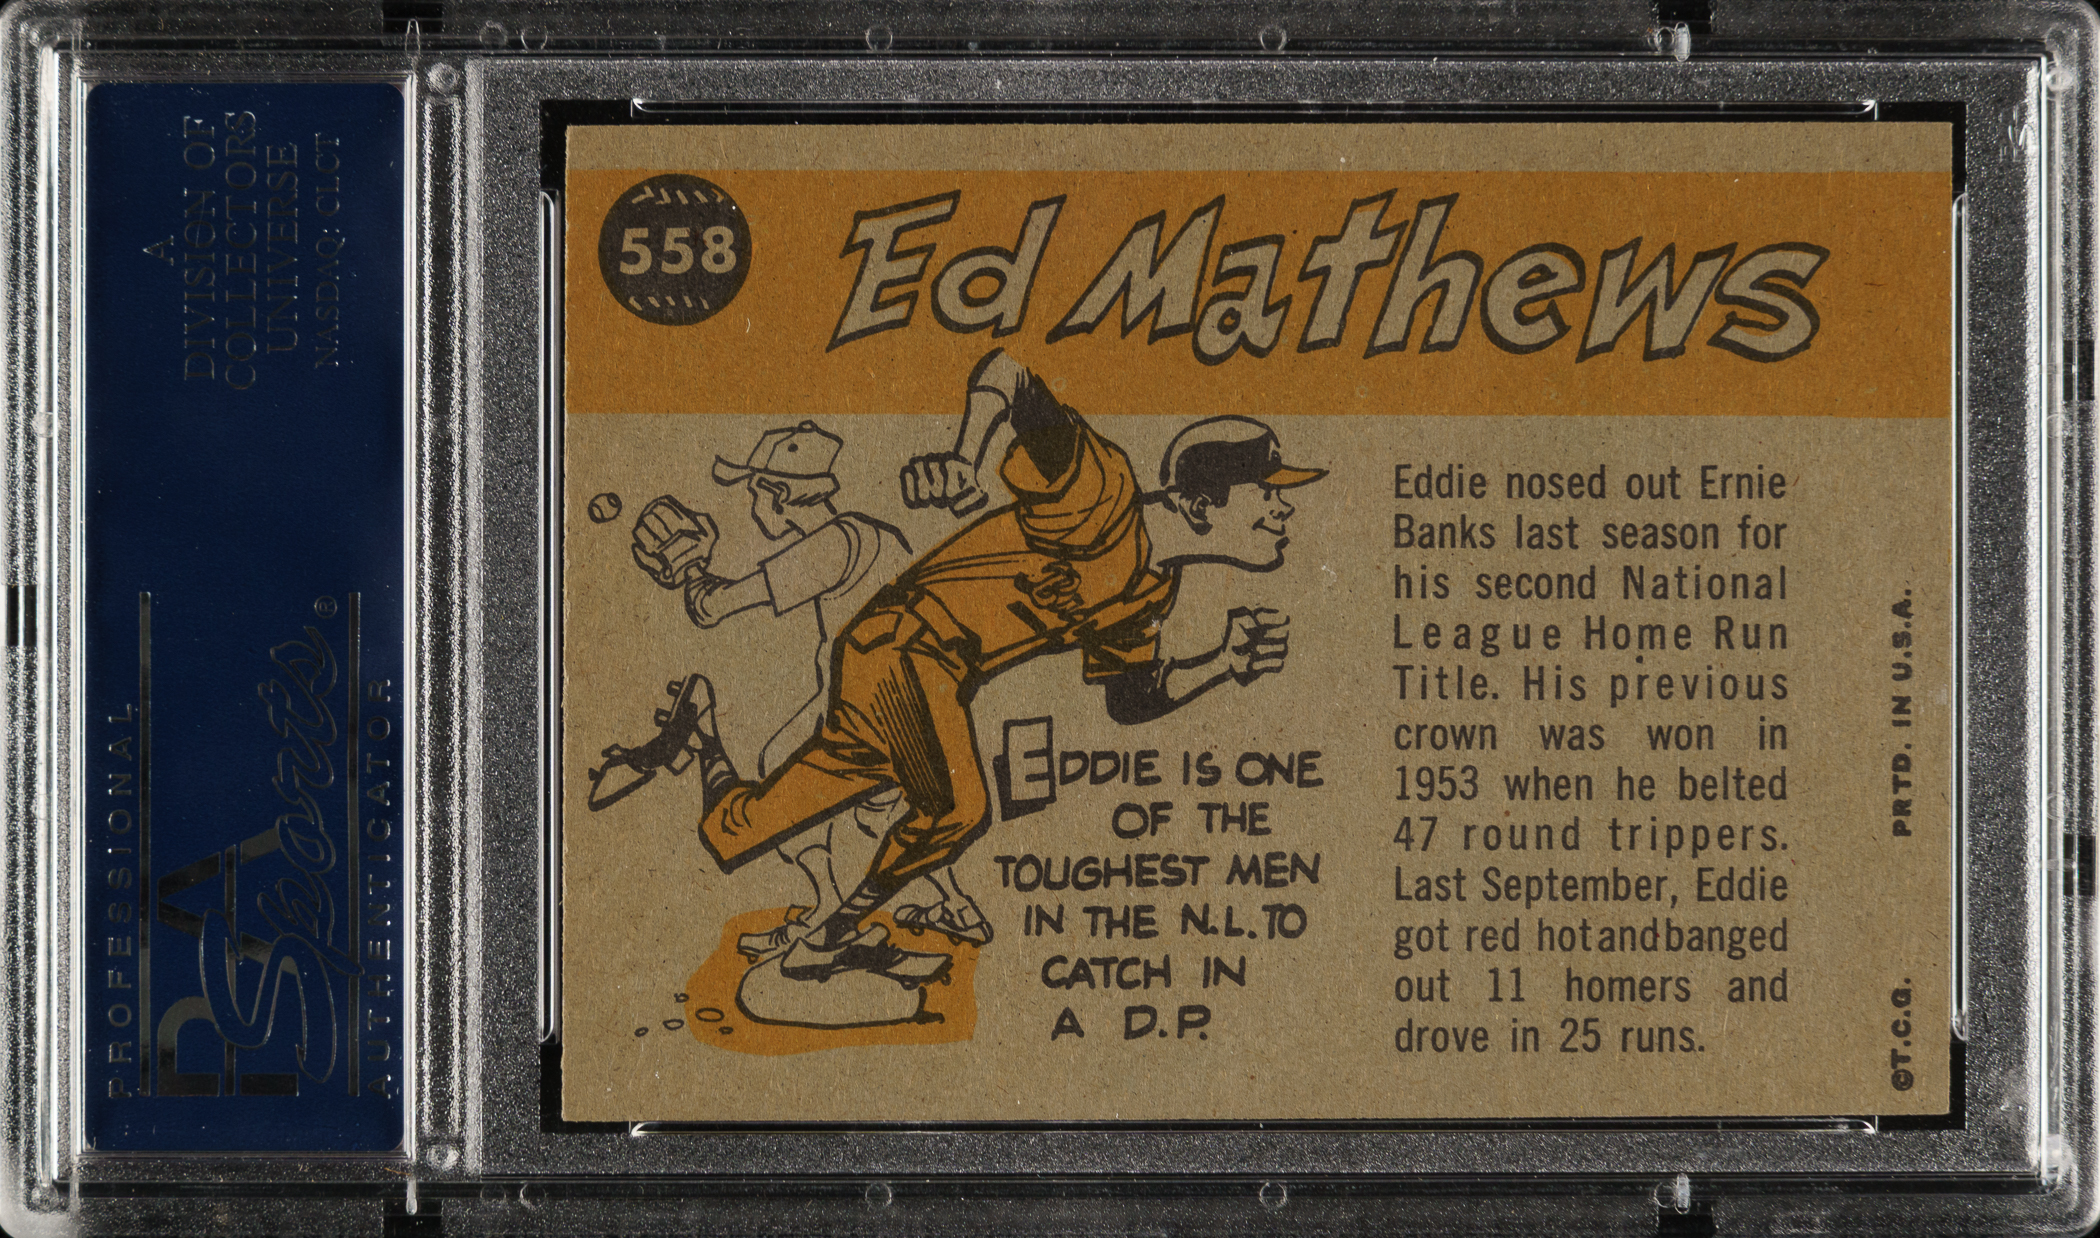 A
DIVISION OF
COLLECTORS
UNIVERSE
NASDAQ: CLCT
PROFESSIONAL
PSA
Sports®
AUTHENTICATOR
558
Ed Mathews
EDDIE IS ONE
OF THE
TOUGHEST MEN
IN THE N.L. TO
CATCH IN
A D.P.
Eddie nosed out Ernie
Banks last season for
his second National
League Home Run
Title. His previous
crown was won in
1953 when he belted
47 round trippers.
Last September, Eddie
got red hot and banged
out 11 homers and
drove in 25 runs.
©T.C.G. PRTD. IN U.S.A.